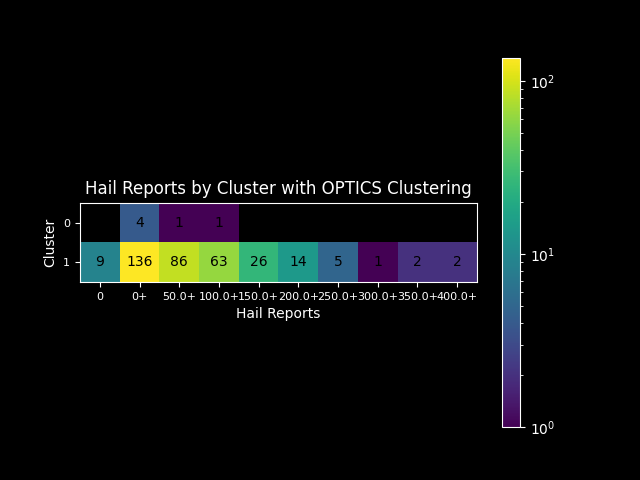 Hail Reports by Cluster with OPTICS Clustering
Cluster
0 4 1 1
1 9 136 86 63 26 14 5 1 2 2
0 0+ 50.0+ 100.0+ 150.0+ 200.0+ 250.0+ 300.0+ 350.0+ 400.0+
Hail Reports
10²
10¹
10⁰